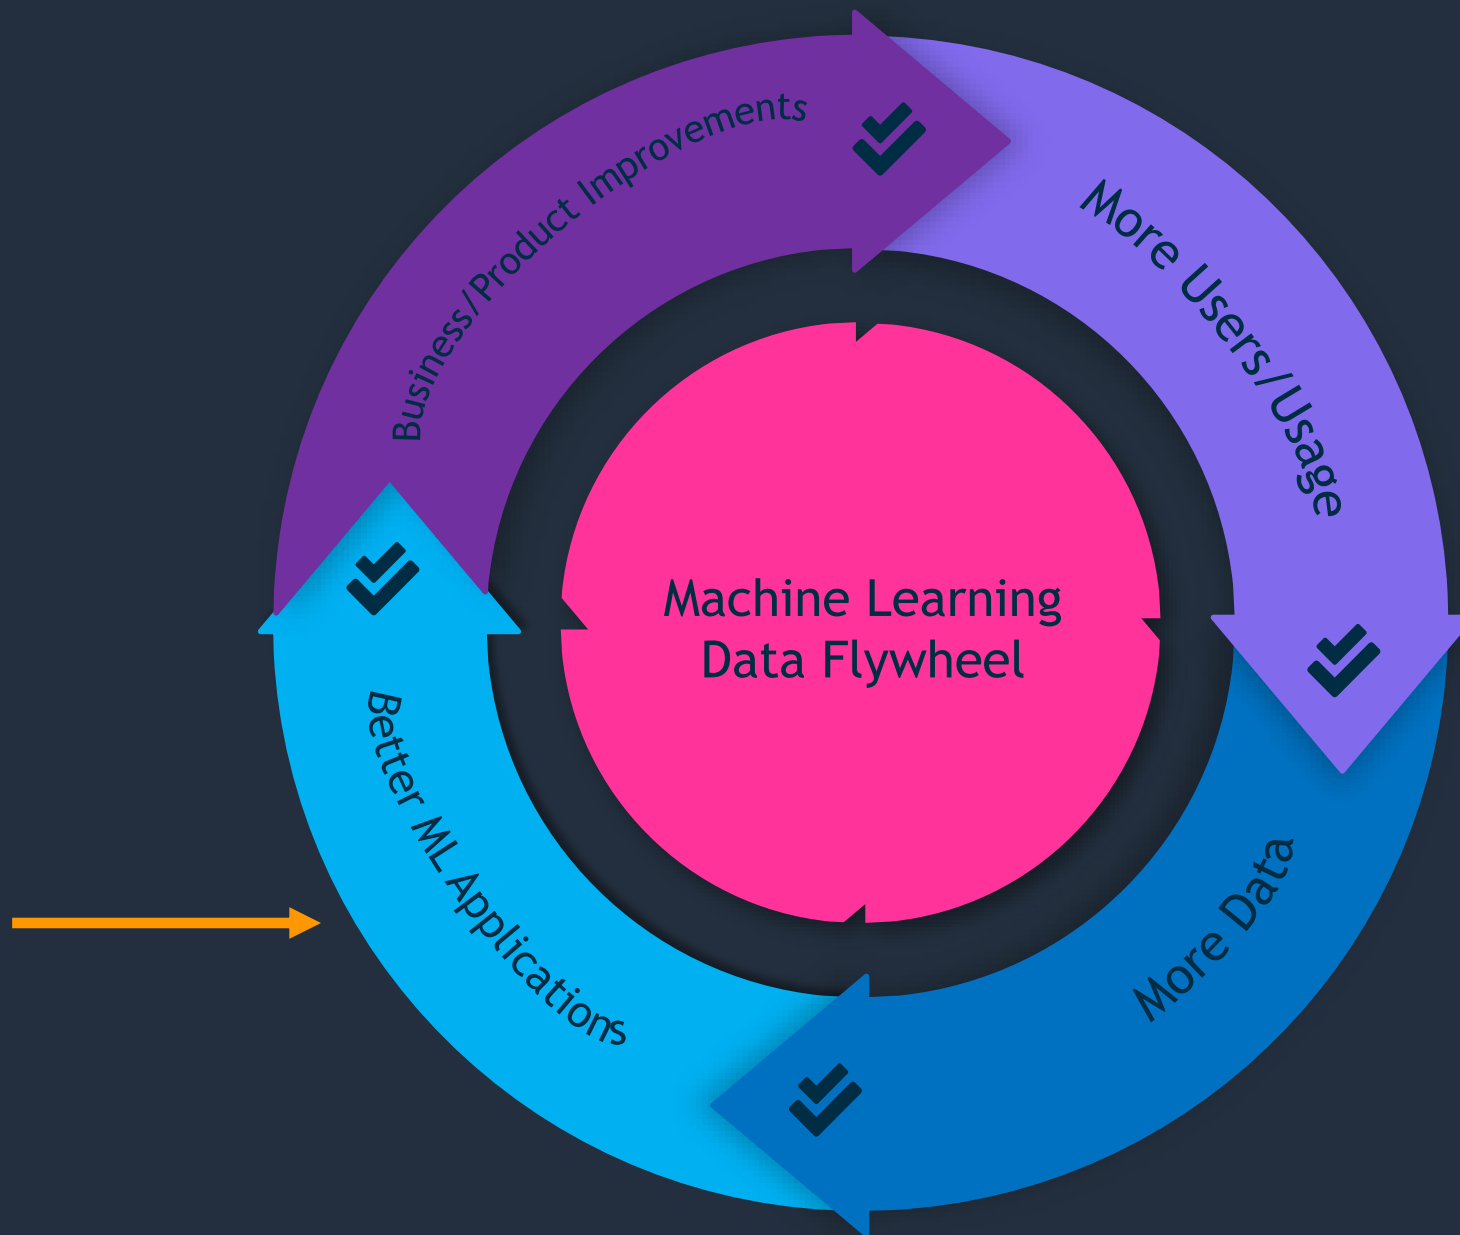 Business/Product Improvements
More Users/Usage
Machine Learning
Data Flywheel
Better ML Applications
More Data